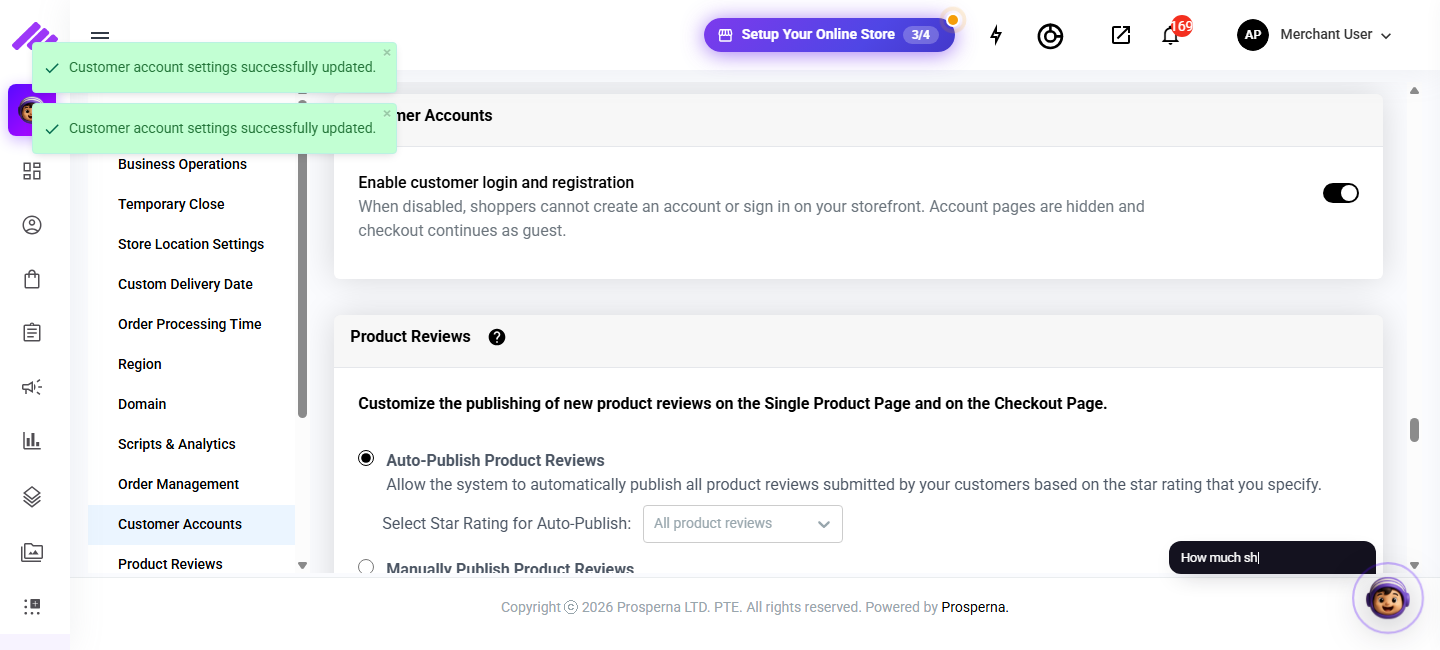 Setup Your Online Store 3/4
169
AP Merchant User
Customer account settings successfully updated.
Customer account settings successfully updated.
Business Operations
Temporary Close
Store Location Settings
Custom Delivery Date
Order Processing Time
Region
Domain
Scripts & Analytics
Order Management
Customer Accounts
Product Reviews
mer Accounts
Enable customer login and registration
When disabled, shoppers cannot create an account or sign in on your storefront. Account pages are hidden and
checkout continues as guest.
Product Reviews
Customize the publishing of new product reviews on the Single Product Page and on the Checkout Page.
Auto-Publish Product Reviews
Allow the system to automatically publish all product reviews submitted by your customers based on the star rating that you specify.
Select Star Rating for Auto-Publish: All product reviews
Manually Publish Product Reviews
How much sh
Copyright © 2026 Prosperna LTD. PTE. All rights reserved. Powered by Prosperna.